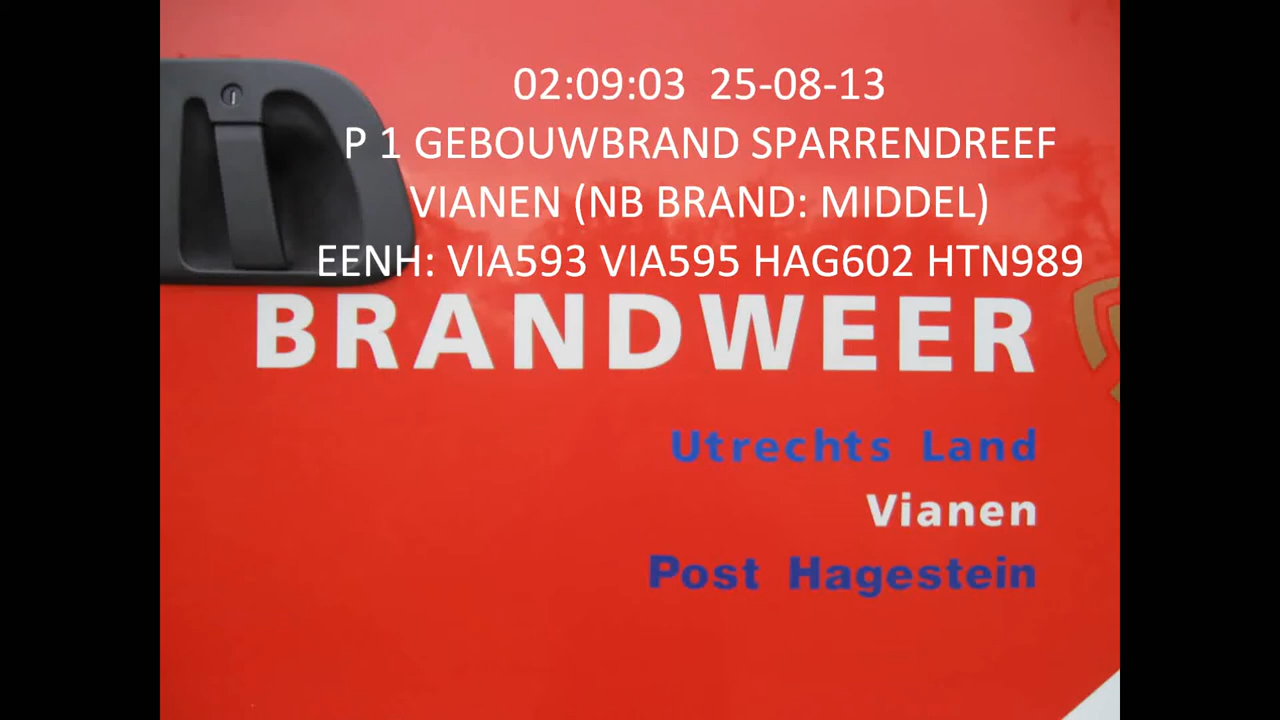 02:09:03 25-08-13
P 1 GEBOUWBRAND SPARRENDREEF
VIANEN (NB BRAND: MIDDEL)
EENH: VIA593 VIA595 HAG602 HTN989
BRANDWEER
Utrechts Land
Vianen
Post Hagestein